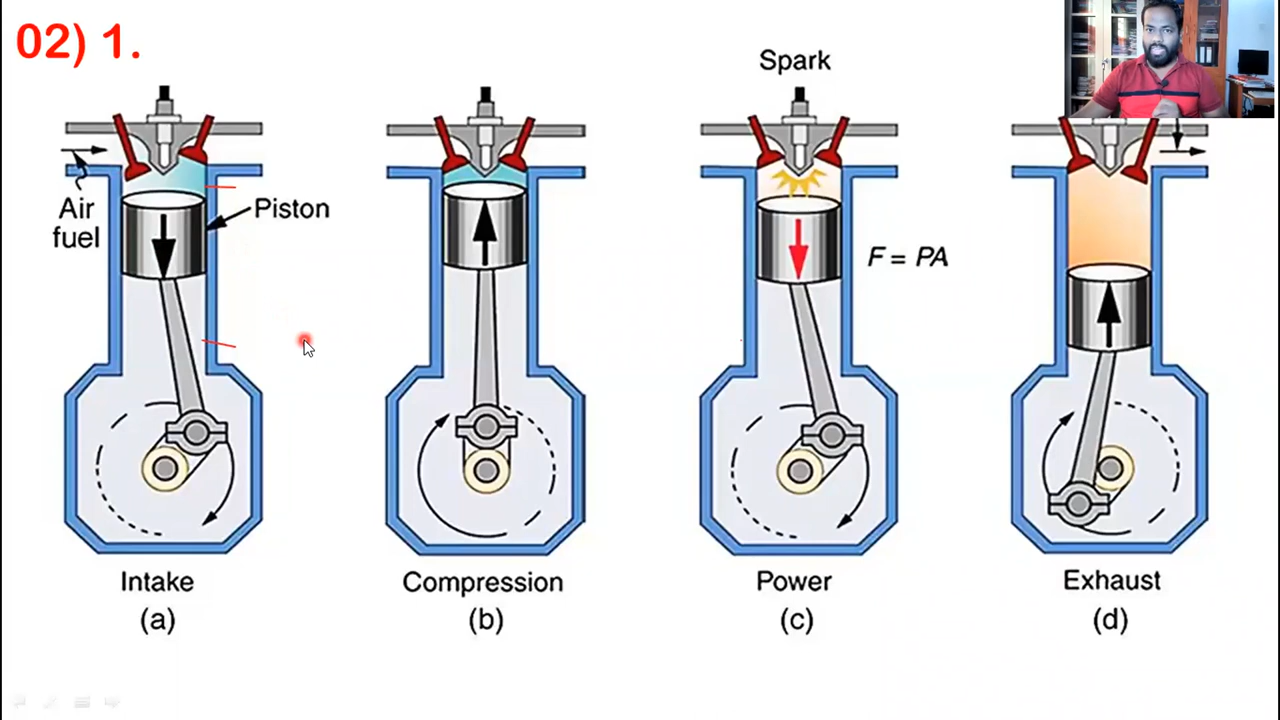 02) 1.
Spark
Air
fuel
Piston
F = PA
Intake
Compression
Power
Exhaust
(a)
(b)
(c)
(d)